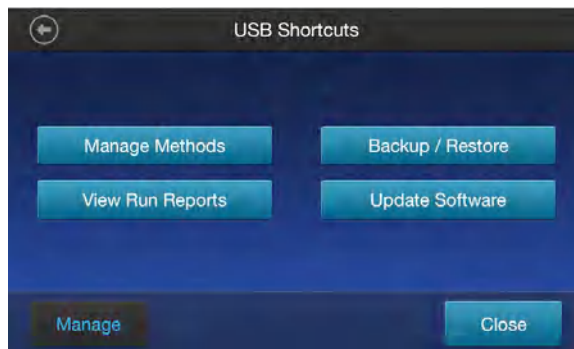 USB Shortcuts
Manage Methods
Backup / Restore
View Run Reports
Update Software
Manage
Close